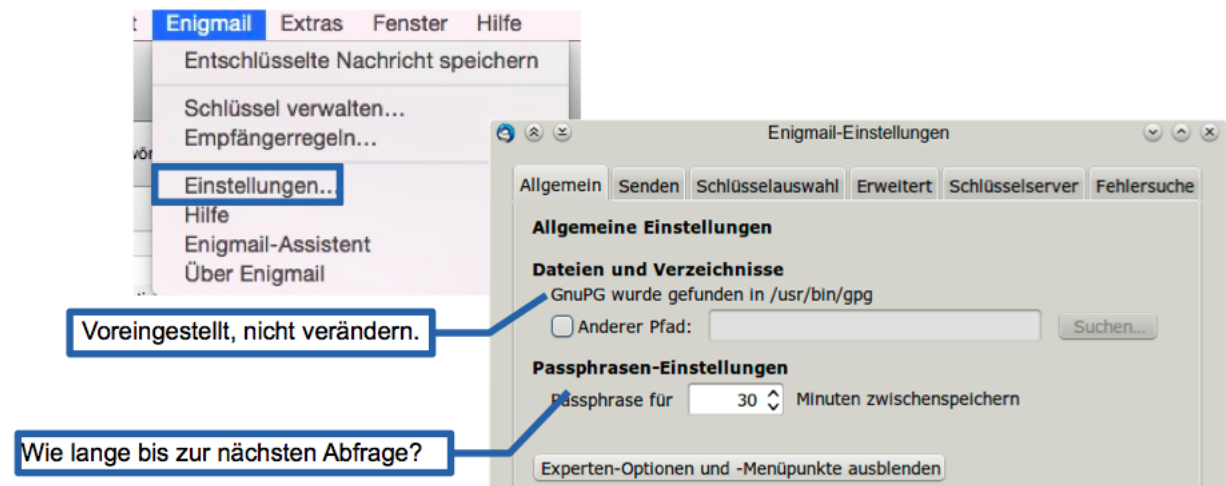 Enigmail Extras Fenster Hilfe
Entschlüsselte Nachricht speichern
Schlüssel verwalten...
Empfängerregeln...
Einstellungen...
Hilfe
Enigmail-Assistent
Über Enigmail
Enigmail-Einstellungen
Allgemein Senden Schlüsselauswahl Erweitert Schlüsselserver Fehlersuche
Allgemeine Einstellungen
Dateien und Verzeichnisse
GnuPG wurde gefunden in /usr/bin/gpg
Anderer Pfad: Suchen...
Voreingestellt, nicht verändern.
Passphrasen-Einstellungen
Passphrase für 30 Minuten zwischenspeichern
Wie lange bis zur nächsten Abfrage?
Experten-Optionen und -Menüpunkte ausblenden